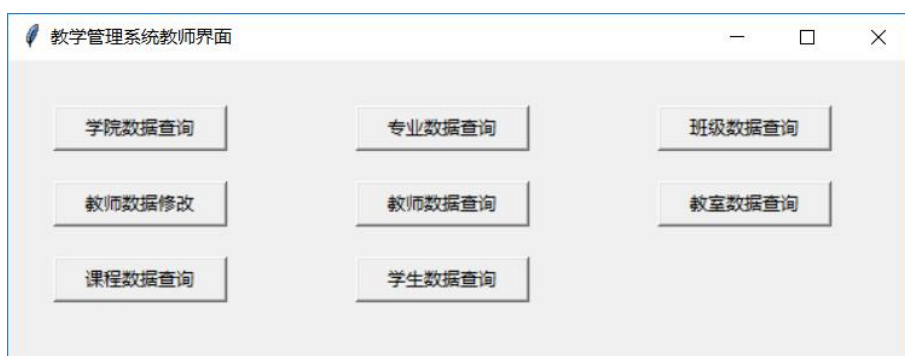 教学管理系统教师界面
学院数据查询 专业数据查询 班级数据查询
教师数据修改 教师数据查询 教室数据查询
课程数据查询 学生数据查询